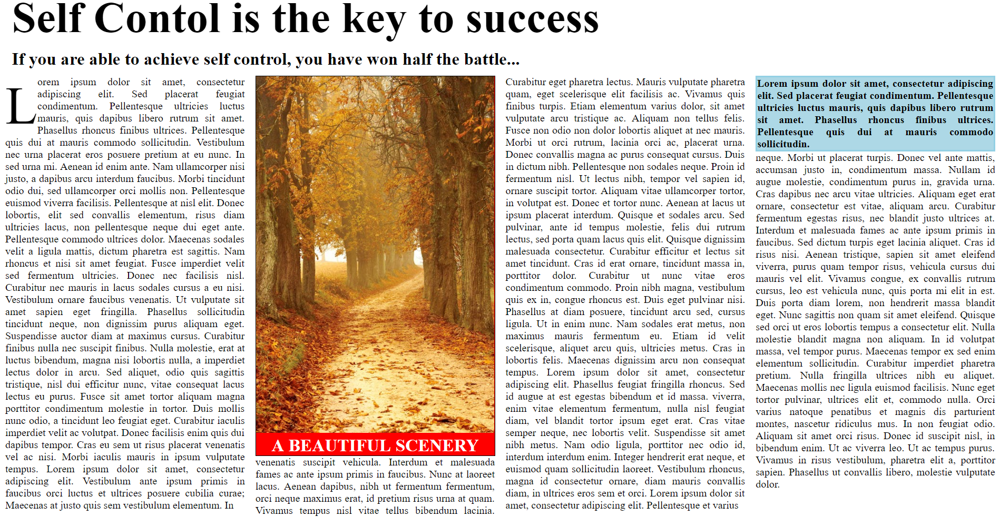 Self Contol is the key to success
If you are able to achieve self control, you have won half the battle...
Lorem ipsum dolor sit amet, consectetur
adipiscing elit. Sed placerat feugiat
condimentum. Pellentesque ultricies luctus
mauris, quis dapibus libero rutrum sit amet.
Phasellus rhoncus finibus ultrices. Pellentesque
quis dui at mauris commodo sollicitudin. Vestibulum
nec urna placerat eros posuere pretium at eu nunc. In
sed urna mi. Aenean id enim ante. Nam ullamcorper nisi
justo, a dapibus arcu interdum faucibus. Morbi tincidunt
odio dui, sed ullamcorper orci mollis non. Pellentesque
euismod viverra facilisis. Pellentesque at nisl elit. Donec
lobortis, elit sed convallis elementum, risus diam
ultricies lacus, non pellentesque neque dui eget ante.
Pellentesque commodo ultrices dolor. Maecenas sodales
velit a ligula mattis, dictum pharetra est sagittis. Nam
rhoncus et nisi sit amet feugiat. Fusce imperdiet velit
sed fermentum ultricies. Donec nec facilisis nisl.
Curabitur nec mauris in lacus sodales cursus a eu nisi.
Vestibulum ornare faucibus venenatis. Ut vulputate sit
amet sapien eget fringilla. Phasellus sollicitudin
tincidunt neque, non dignissim purus aliquam eget.
Suspendisse auctor diam at maximus cursus. Curabitur
finibus nulla nec suscipit finibus. Nulla molestie, erat at
luctus bibendum, magna nisi lobortis nulla, a imperdiet
lectus dolor in arcu. Sed aliquet, odio quis sagittis
tristique, nisl dui efficitur nunc, vitae consequat lacus
lectus eu purus. Fusce sit amet tortor aliquam magna
porttitor condimentum molestie in tortor. Duis mollis
nunc odio, a tincidunt leo feugiat eget. Curabitur iaculis
imperdiet velit ac volutpat. Donec facilisis enim quis dui
dapibus tempor. Cras eu sem ut risus placerat venenatis
vel ac nisi. Morbi iaculis mauris in ipsum vulputate
tempus. Lorem ipsum dolor sit amet, consectetur
adipiscing elit. Vestibulum ante ipsum primis in
faucibus orci luctus et ultrices posuere cubilia curae;
Maecenas at justo quis sem vestibulum elementum. In
A BEAUTIFUL SCENERY
venenatis suscipit vehicula. Interdum et malesuada
fames ac ante ipsum primis in faucibus. Nunc at laoreet
lacus. Aenean dapibus, nibh ut fermentum fermentum,
orci neque maximus erat, id pretium risus urna at quam.
Vivamus tempus nisl vitae tellus bibendum lacinia.
Curabitur eget pharetra lectus. Mauris vulputate pharetra
quam, eget scelerisque elit facilisis ac. Vivamus quis
finibus turpis. Etiam elementum varius dolor, sit amet
vulputate arcu tristique ac. Aliquam non tellus felis.
Fusce non odio non dolor lobortis aliquet at nec mauris.
Morbi ut orci rutrum, lacinia orci ac, placerat urna.
Donec convallis magna ac purus consequat cursus. Duis
in dictum nibh. Pellentesque non sodales neque. Proin id
fermentum nisl. Ut lectus nibh, tempor vel sapien id,
ornare suscipit tortor. Aliquam vitae ullamcorper tortor,
in volutpat est. Donec et tortor nunc. Aenean at lacus ut
ipsum placerat interdum. Quisque et sodales arcu. Sed
pulvinar, ante id tempus molestie, felis dui rutrum
lectus, sed porta quam lacus quis elit. Quisque dignissim
malesuada consectetur. Curabitur efficitur et lectus sit
amet tincidunt. Cras id erat ornare, tincidunt massa in,
porttitor dolor. Curabitur ut nunc vitae eros
condimentum commodo. Proin nibh magna, vestibulum
quis ex in, congue rhoncus est. Duis eget pulvinar nisi.
Phasellus at diam posuere, tincidunt arcu sed, cursus
ligula. Ut in enim nunc. Nam sodales erat metus, non
maximus mauris fermentum eu. Etiam id velit
scelerisque, aliquet arcu quis, ultricies metus. Cras in
lobortis felis. Maecenas dignissim arcu non consequat
tempus. Lorem ipsum dolor sit amet, consectetur
adipiscing elit. Phasellus feugiat fringilla rhoncus. Sed
id augue at est egestas bibendum et id massa. viverra,
enim vitae elementum fermentum, nulla nisl feugiat
diam, vel blandit tortor ipsum eget erat. Cras vitae
semper neque, nec lobortis velit. Suspendisse sit amet
nibh metus. Nam odio ligula, porttitor nec odio id,
interdum interdum enim. Integer hendrerit erat neque, et
euismod quam sollicitudin laoreet. Vestibulum rhoncus,
magna id consectetur ornare, diam mauris convallis
diam, in ultrices eros sem et orci. Lorem ipsum dolor sit
amet, consectetur adipiscing elit. Pellentesque et varius
Lorem ipsum dolor sit amet, consectetur adipiscing
elit. Sed placerat feugiat condimentum. Pellentesque
ultricies luctus mauris, quis dapibus libero rutrum
sit amet. Phasellus rhoncus finibus ultrices.
Pellentesque quis dui at mauris commodo
sollicitudin.
neque. Morbi ut placerat turpis. Donec vel ante mattis,
accumsan justo in, condimentum massa. Nullam id
augue molestie, condimentum purus in, gravida urna.
Cras dapibus nec arcu vitae ultricies. Aliquam eget erat
ornare, consectetur est vitae, aliquam arcu. Curabitur
fermentum egestas risus, nec blandit justo ultrices at.
Interdum et malesuada fames ac ante ipsum primis in
faucibus. Sed dictum turpis eget lacinia aliquet. Cras id
risus nisi. Aenean tristique, sapien sit amet eleifend
viverra, purus quam tempor risus, vehicula cursus dui
mauris vel elit. Vivamus congue, ex convallis rutrum
cursus, leo est vehicula nunc, quis porta mi elit in est.
Duis porta diam lorem, non hendrerit massa blandit
eget. Nunc sagittis non quam sit amet eleifend. Quisque
sed orci ut eros lobortis tempus a consectetur elit. Nulla
molestie blandit magna non aliquam. In id volutpat
massa, vel tempor purus. Maecenas tempor ex sed enim
elementum sollicitudin. Curabitur imperdiet pharetra
pretium. Nulla fringilla ultrices nibh eu aliquet.
Maecenas mollis nec ligula euismod facilisis. Nunc eget
tortor pulvinar, ultrices elit et, commodo nulla. Orci
varius natoque penatibus et magnis dis parturient
montes, nascetur ridiculus mus. In non feugiat odio.
Aliquam sit amet orci risus. Donec id suscipit nisl, in
bibendum enim. Ut ac viverra leo. Ut ac tempus purus.
Vivamus in risus vestibulum, pharetra elit a, porttitor
sapien. Phasellus ut convallis libero, molestie vulputate
dolor.